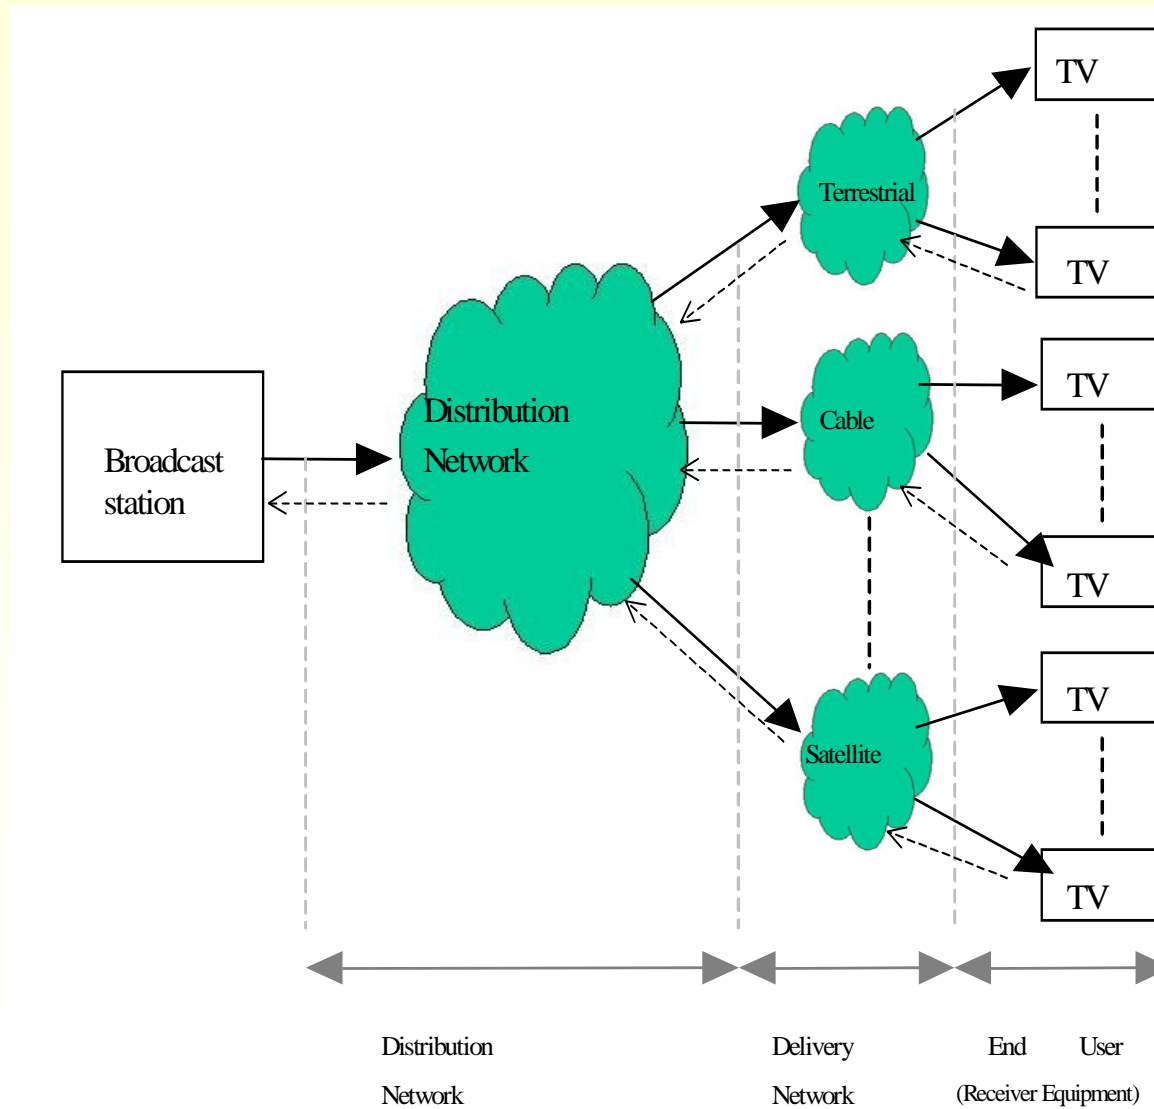 TV
Terrestrial
TV
TV
Distribution
Network
Cable
Broadcast
station
TV
TV
Satellite
TV
Distribution
Network
Delivery
Network
End User
(Receiver Equipment)